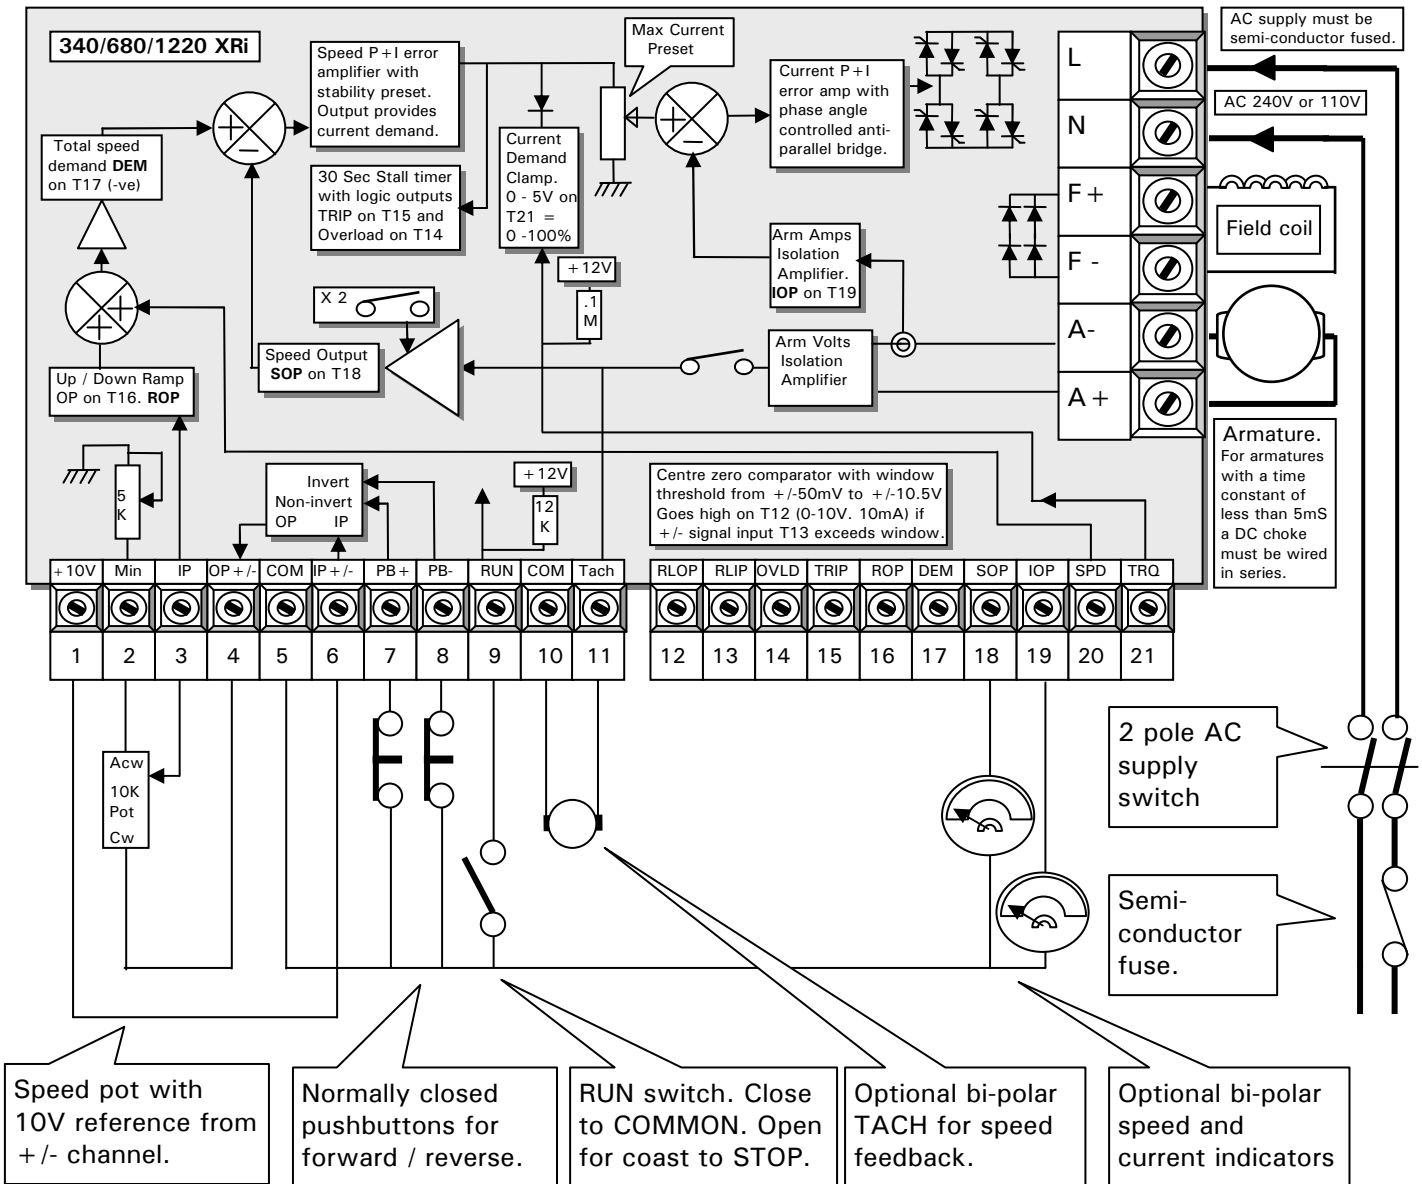 340/680/1220 XRi
Speed P+I error
amplifier with
stability preset.
Output provides
current demand.
Max Current
Preset
Current P+I
error amp with
phase angle
controlled anti-
parallel bridge.
AC supply must be
semi-conductor fused.
AC 240V or 110V
L
N
F+
F -
A-
A+
Field coil
Total speed
demand DEM
on T17 (-ve)
30 Sec Stall timer
with logic outputs
TRIP on T15 and
Overload on T14
Current
Demand
Clamp.
0 - 5V on
T21 =
0 -100%
+12V
.1
M
Arm Amps
Isolation
Amplifier.
IOP on T19
X 2
Speed Output
SOP on T18
Arm Volts
Isolation
Amplifier
Up / Down Ramp
OP on T16. ROP
Armature.
For armatures
with a time
constant of
less than 5mS
a DC choke
must be wired
in series.
5
K
Invert
Non-invert
OP IP
+12V
12
K
Centre zero comparator with window
threshold from +/-50mV to +/-10.5V
Goes high on T12 (0-10V. 10mA) if
+/- signal input T13 exceeds window.
+10V Min IP OP+/- COM IP+/- PB+ PB- RUN COM Tach
RLOP RLIP OVLD TRIP ROP DEM SOP IOP SPD TRQ
1 2 3 4 5 6 7 8 9 10 11
12 13 14 15 16 17 18 19 20 21
Acw
10K
Pot
Cw
2 pole AC
supply
switch
Semi-
conductor
fuse.
Speed pot with
10V reference from
+/- channel.
Normally closed
pushbuttons for
forward / reverse.
RUN switch. Close
to COMMON. Open
for coast to STOP.
Optional bi-polar
TACH for speed
feedback.
Optional bi-polar
speed and
current indicators